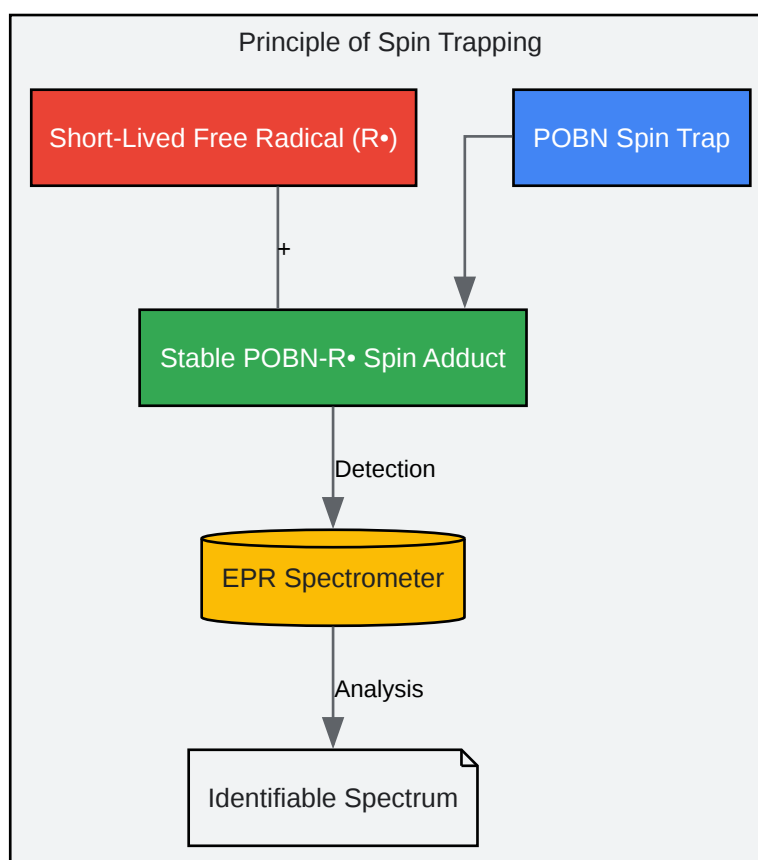 Principle of Spin Trapping
Short-Lived Free Radical (R•)
POBN Spin Trap
+
Stable POBN-R• Spin Adduct
Detection
EPR Spectrometer
Analysis
Identifiable Spectrum